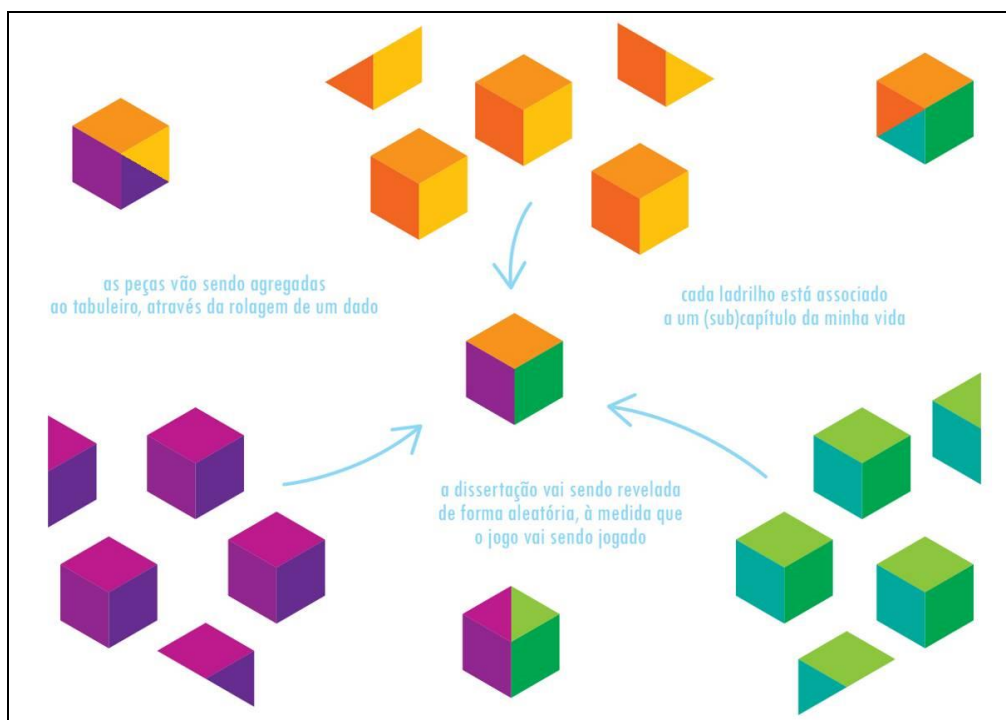 as peças vão sendo agregadas
ao tabuleiro, através da rolagem de um dado
cada ladrilho está associado
a um (sub)capítulo da minha vida
a dissertação vai sendo revelada
de forma aleatória, à medida que
o jogo vai sendo jogado